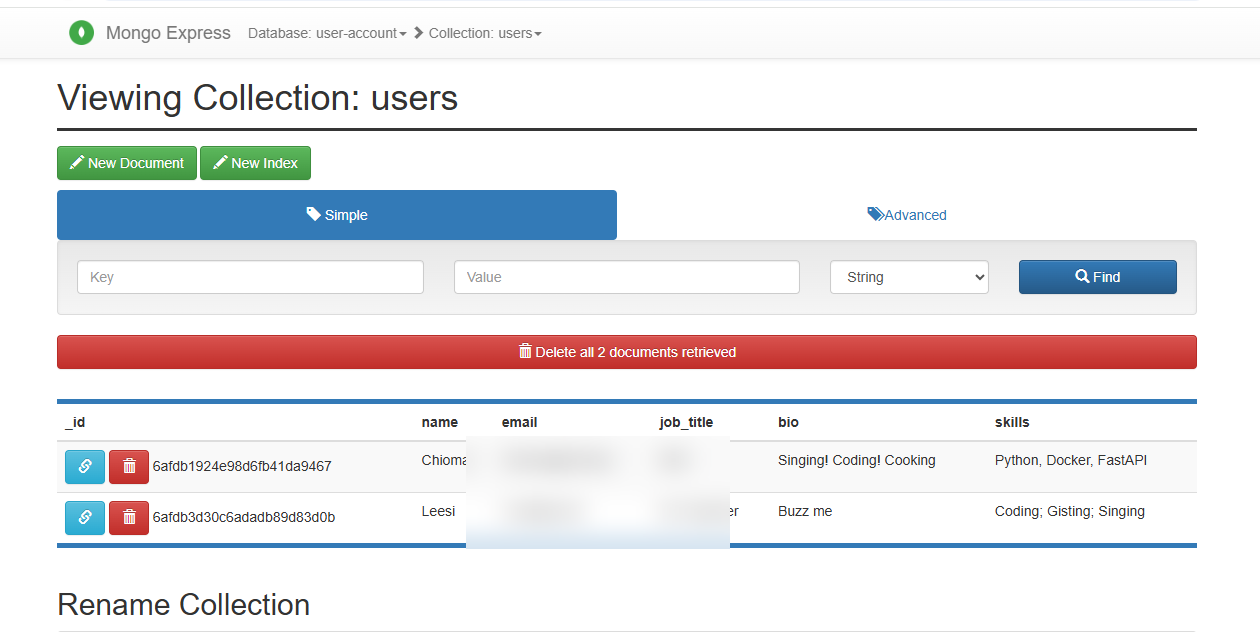 Mongo Express Database: user-account Collection: users
Viewing Collection: users
New Document New Index
Simple Advanced
Key Value String Find
Delete all 2 documents retrieved
_id name email job_title bio skills
6afdb1924e98d6fb41da9467 Chioma Singing! Coding! Cooking Python, Docker, FastAPI
6afdb3d30c6adadb89d83d0b Leesi er Buzz me Coding; Gisting; Singing
Rename Collection